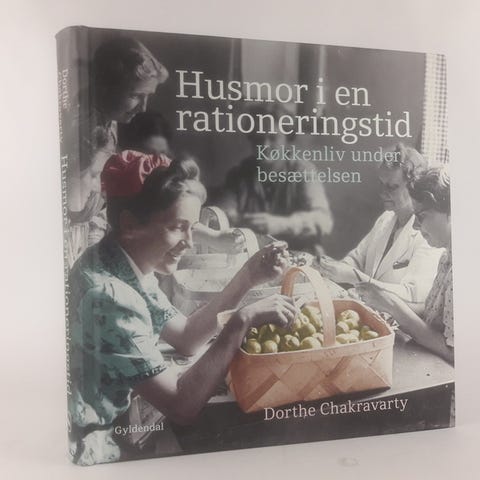 Husmor i en
rationeringstid
Køkkenliv under
besættelsen
Dorthe Chakravarty
Gyldendal
Dorthe
Husmor i en rationeringstid